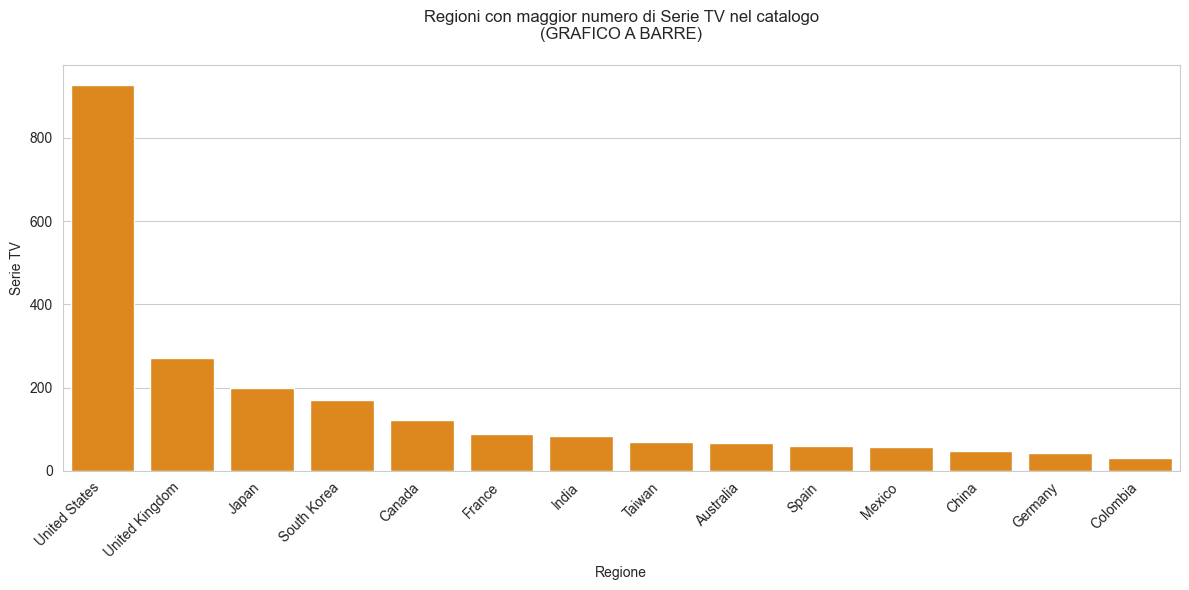 Regioni con maggior numero di Serie TV nel catalogo
(GRAFICO A BARRE)
Serie TV
800
600
400
200
0
United States
United Kingdom
Japan
South Korea
Canada
France
India
Taiwan
Australia
Spain
Mexico
China
Germany
Colombia
Regione